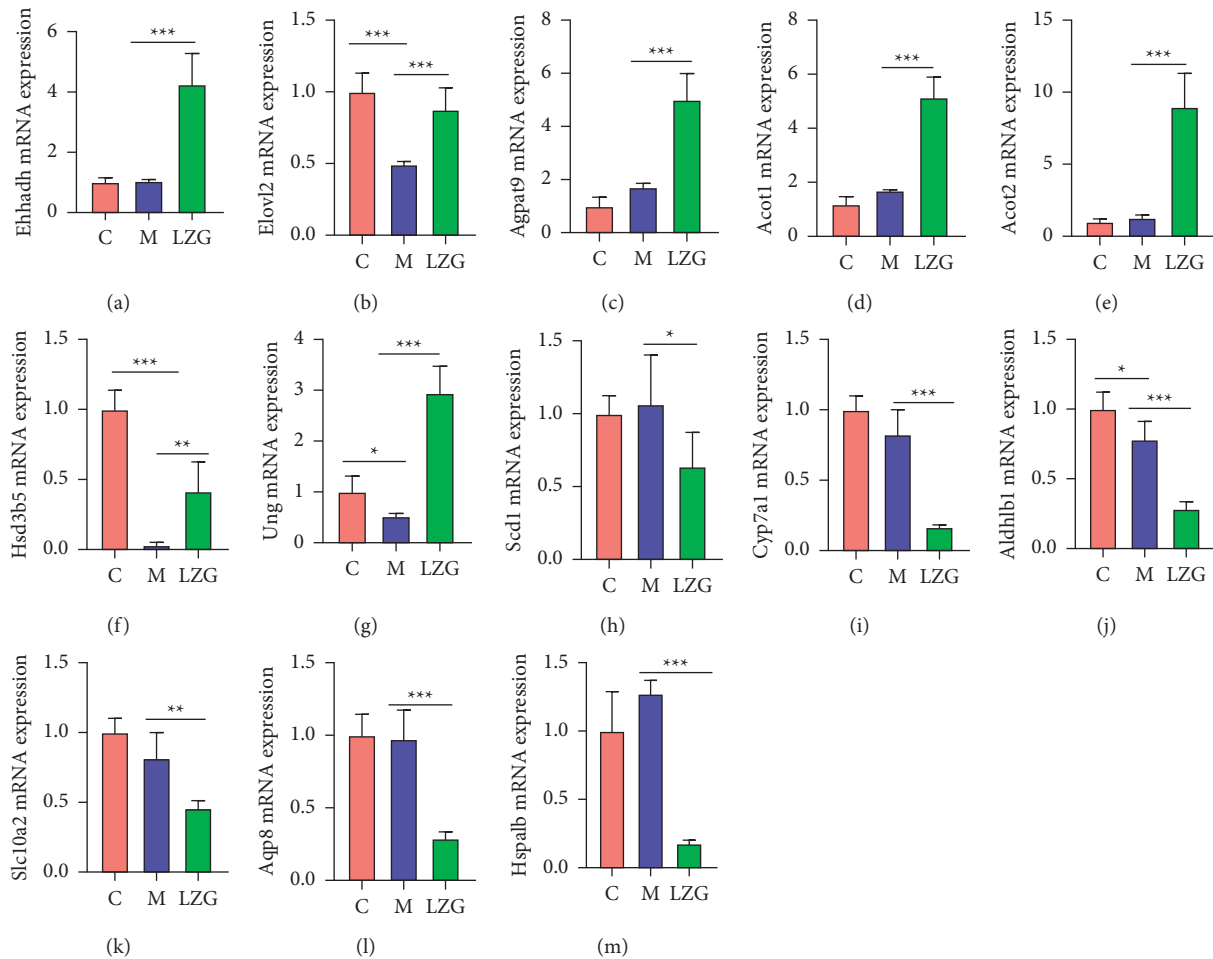 Ehhadh mRNA expression
6
4
2
0
***
C M LZG
(a)
Elovl2 mRNA expression
1.5
1.0
0.5
0.0
***
***
C M LZG
(b)
Agpat9 mRNA expression
8
6
4
2
0
***
C M LZG
(c)
Acot1 mRNA expression
8
6
4
2
0
***
C M LZG
(d)
Acot2 mRNA expression
15
10
5
0
***
C M LZG
(e)
Hsd3b5 mRNA expression
1.5
1.0
0.5
0.0
***
**
C M LZG
(f)
Ung mRNA expression
4
3
2
1
0
*
***
C M LZG
(g)
Scd1 mRNA expression
1.5
1.0
0.5
0.0
*
C M LZG
(h)
Cyp7a1 mRNA expression
1.5
1.0
0.5
0.0
***
C M LZG
(i)
Aldhlb1 mRNA expression
1.5
1.0
0.5
0.0
*
***
C M LZG
(j)
Slc10a2 mRNA expression
1.5
1.0
0.5
0.0
**
C M LZG
(k)
Aqp8 mRNA expression
1.5
1.0
0.5
0.0
***
C M LZG
(l)
Hspalb mRNA expression
1.5
1.0
0.5
0.0
***
C M LZG
(m)